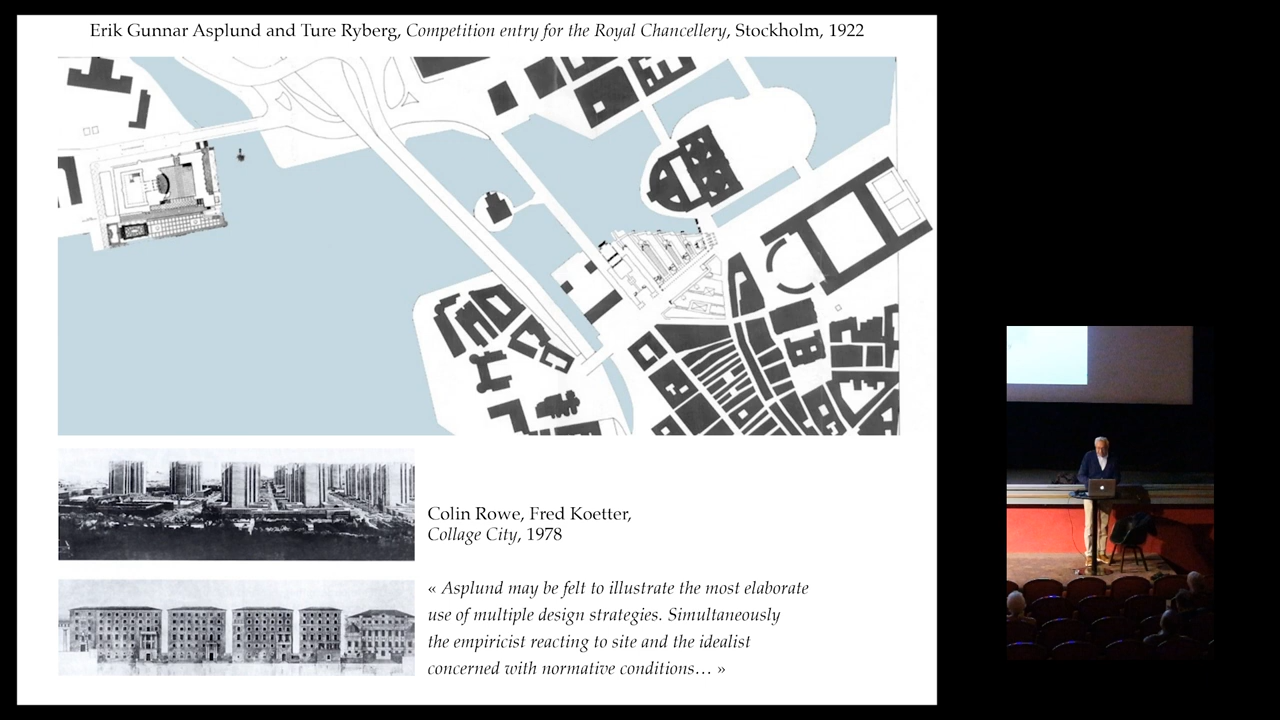 Erik Gunnar Asplund and Ture Ryberg, Competition entry for the Royal Chancellery, Stockholm, 1922
Colin Rowe, Fred Koetter,
Collage City, 1978
« Asplund may be felt to illustrate the most elaborate
use of multiple design strategies. Simultaneously
the empiricist reacting to site and the idealist
concerned with normative conditions… »